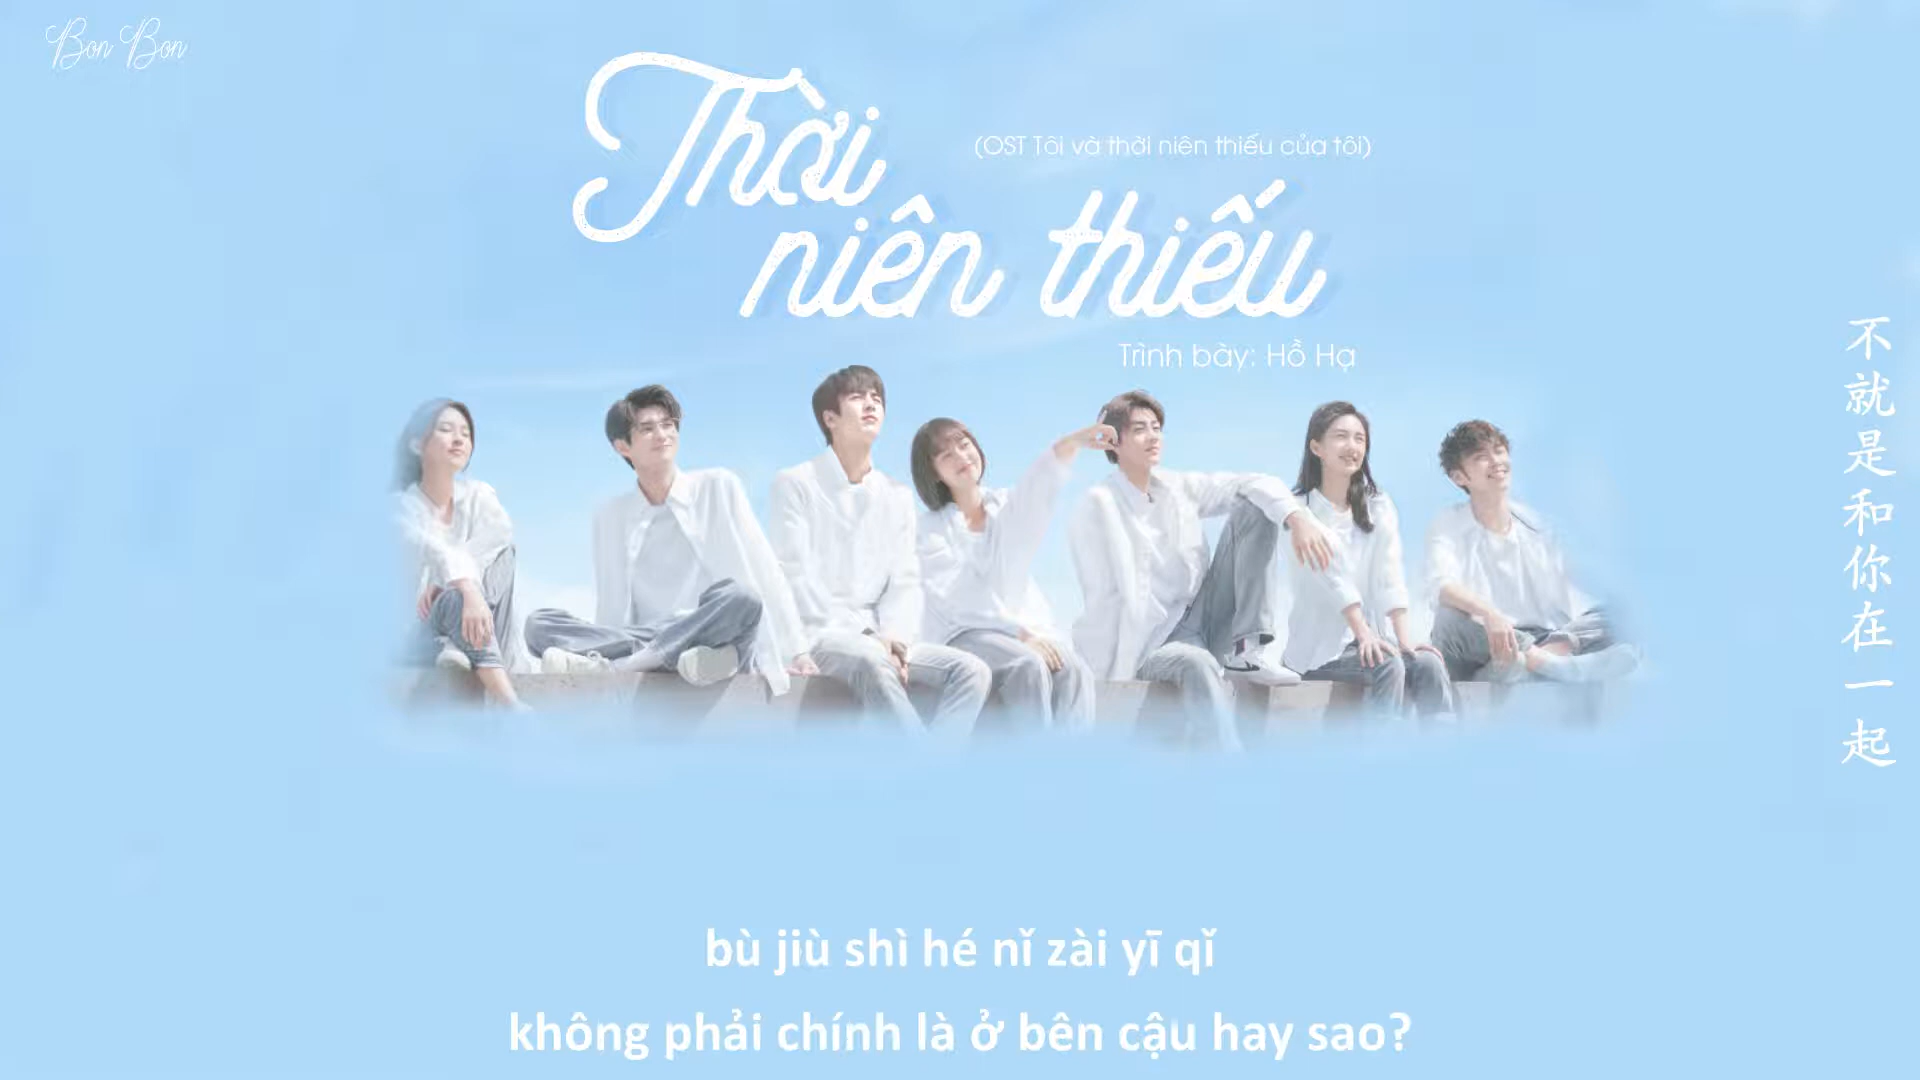 Bon Bon
Thời
(OST Tôi và thời niên thiếu của tôi)
niên thiếu
Trình bày: Hồ Hạ
不就是和你在一起
bù jiù shì hé nǐ zài yī qǐ
không phải chính là ở bên cậu hay sao?